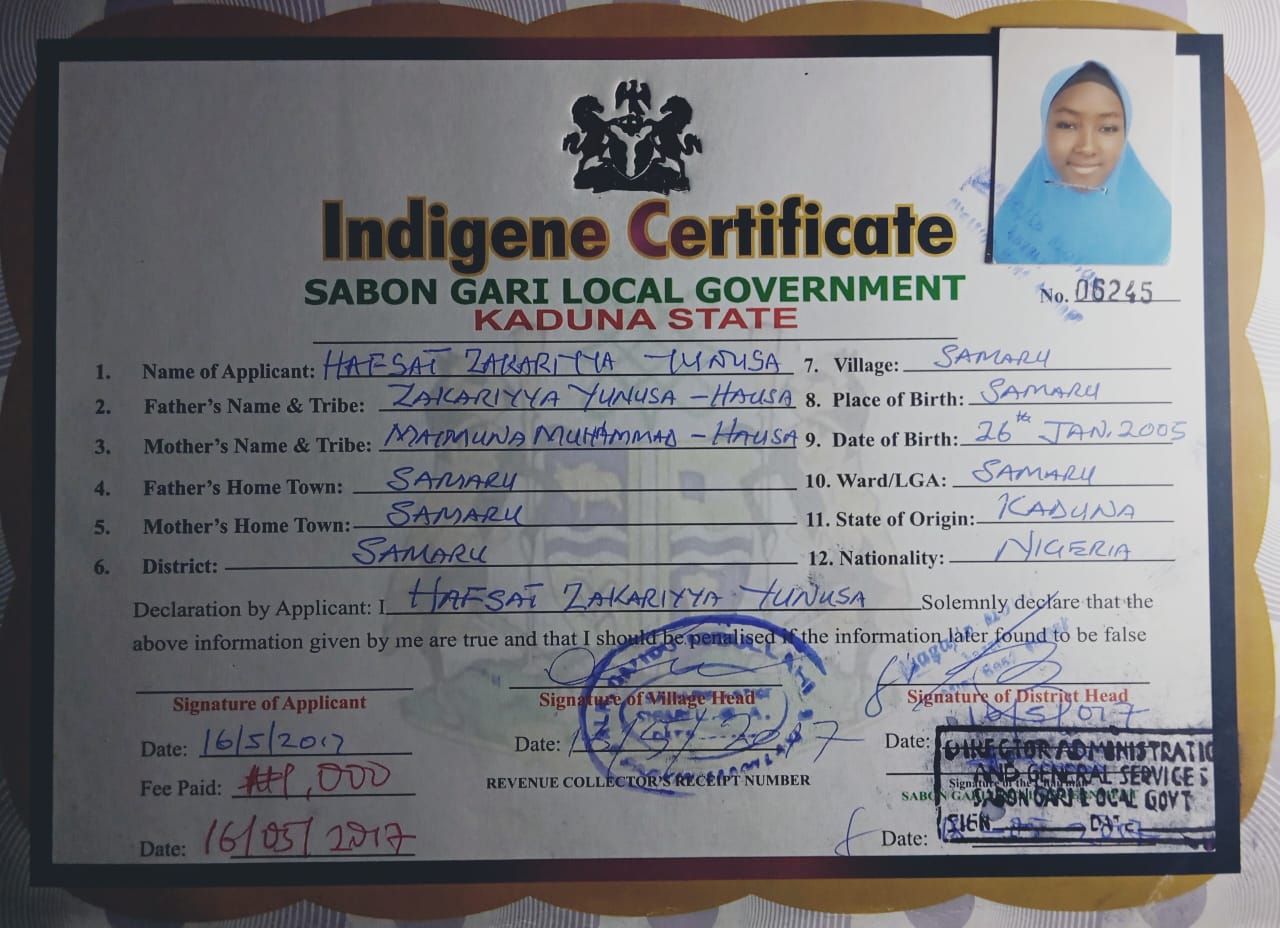 Indigene Certificate
SABON GARI LOCAL GOVERNMENT
KADUNA STATE
No. 06245
1. Name of Applicant: HAFSAT ZAKARIYYA YUNUSA
2. Father's Name & Tribe: ZAKARIYYA YUNUSA - HAUSA
3. Mother's Name & Tribe: MAIMUNA MUHAMMAD - HAUSA
4. Father's Home Town: SAMARU
5. Mother's Home Town: SAMARU
6. District: SAMARU
7. Village: SAMARU
8. Place of Birth: SAMARU
9. Date of Birth: 26th JAN. 2005
10. Ward/LGA: SAMARU
11. State of Origin: KADUNA
12. Nationality: NIGERIA
Declaration by Applicant: I HAFSAT ZAKARIYYA YUNUSA Solemnly declare that the
above information given by me are true and that I should be penalised if the information later found to be false
Signature of Applicant
Date: 16/5/2017
Fee Paid: ₦1,000
Date: 16/05/2017
Signature of Village Head
Date: 2017
REVENUE COLLECTOR'S RECEIPT NUMBER
Signature of District Head
16/5/017
Date:
DIRECTOR ADMINISTRATIO
AND GENERAL SERVICES
SABON GARI LOCAL GOVT
SIGN DATE
Date: